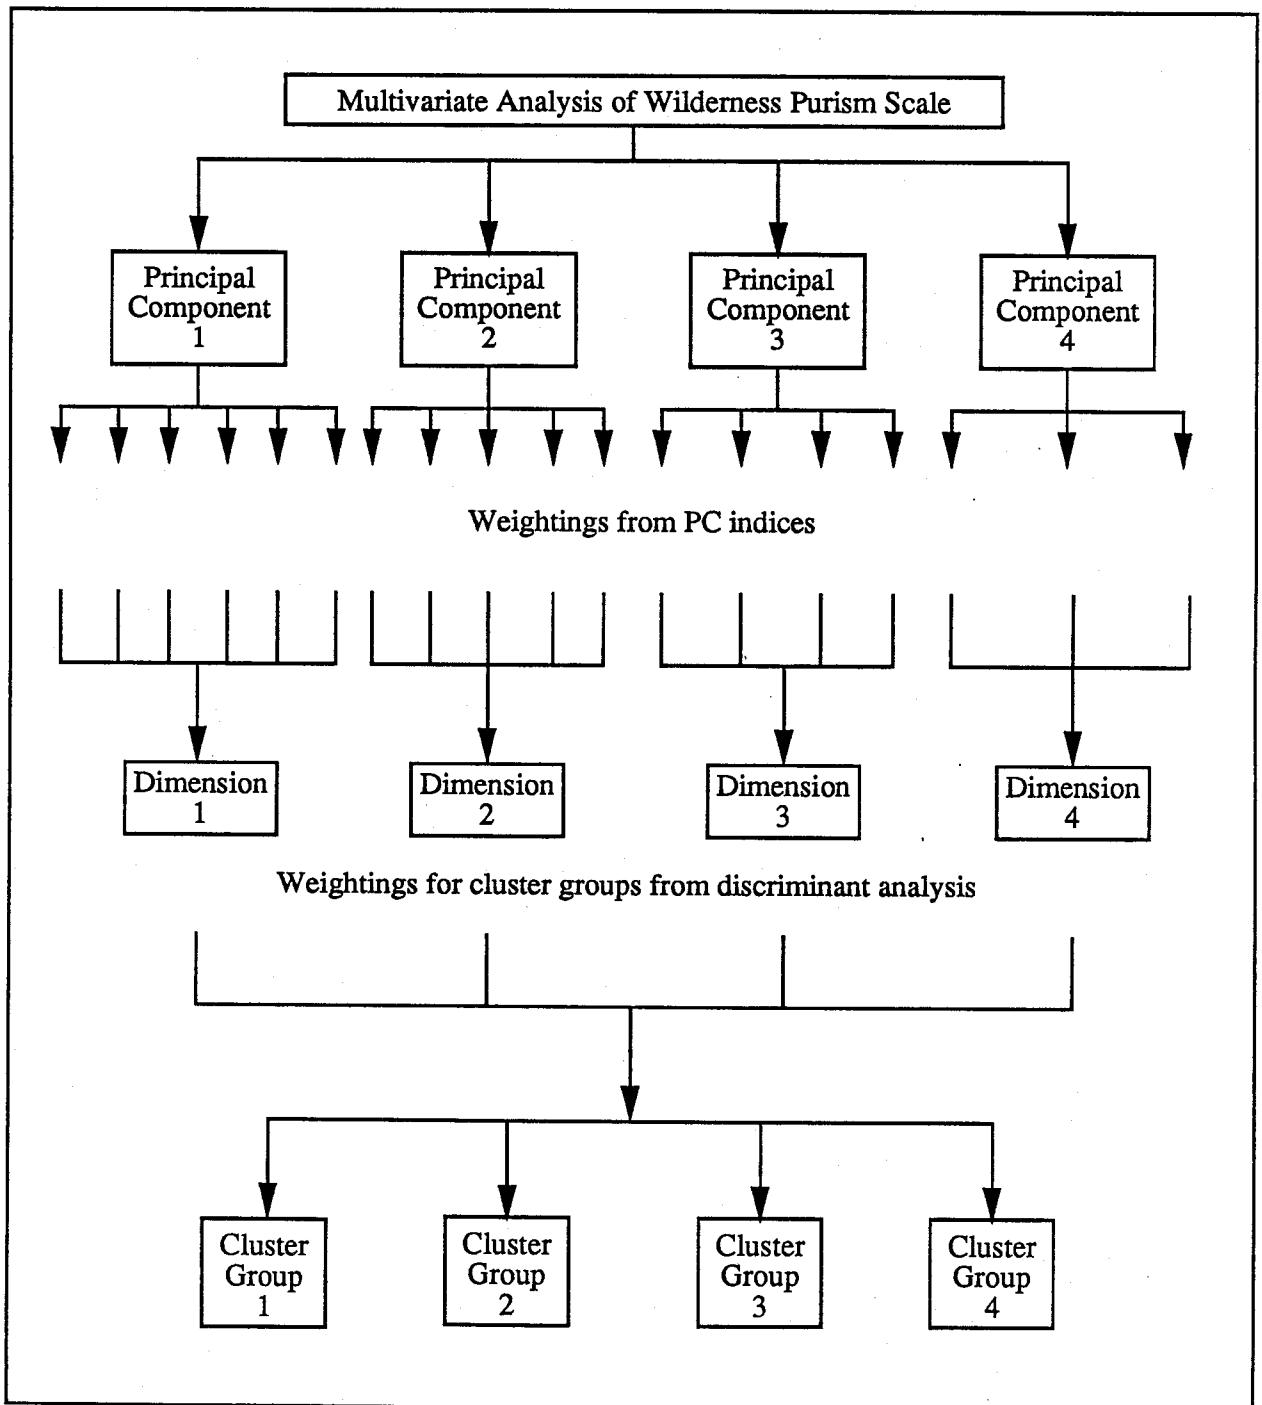 Multivariate Analysis of Wilderness Purism Scale
Principal
Component
1
Principal
Component
2
Principal
Component
3
Principal
Component
4
Weightings from PC indices
Dimension
1
Dimension
2
Dimension
3
Dimension
4
Weightings for cluster groups from discriminant analysis
Cluster
Group
1
Cluster
Group
2
Cluster
Group
3
Cluster
Group
4